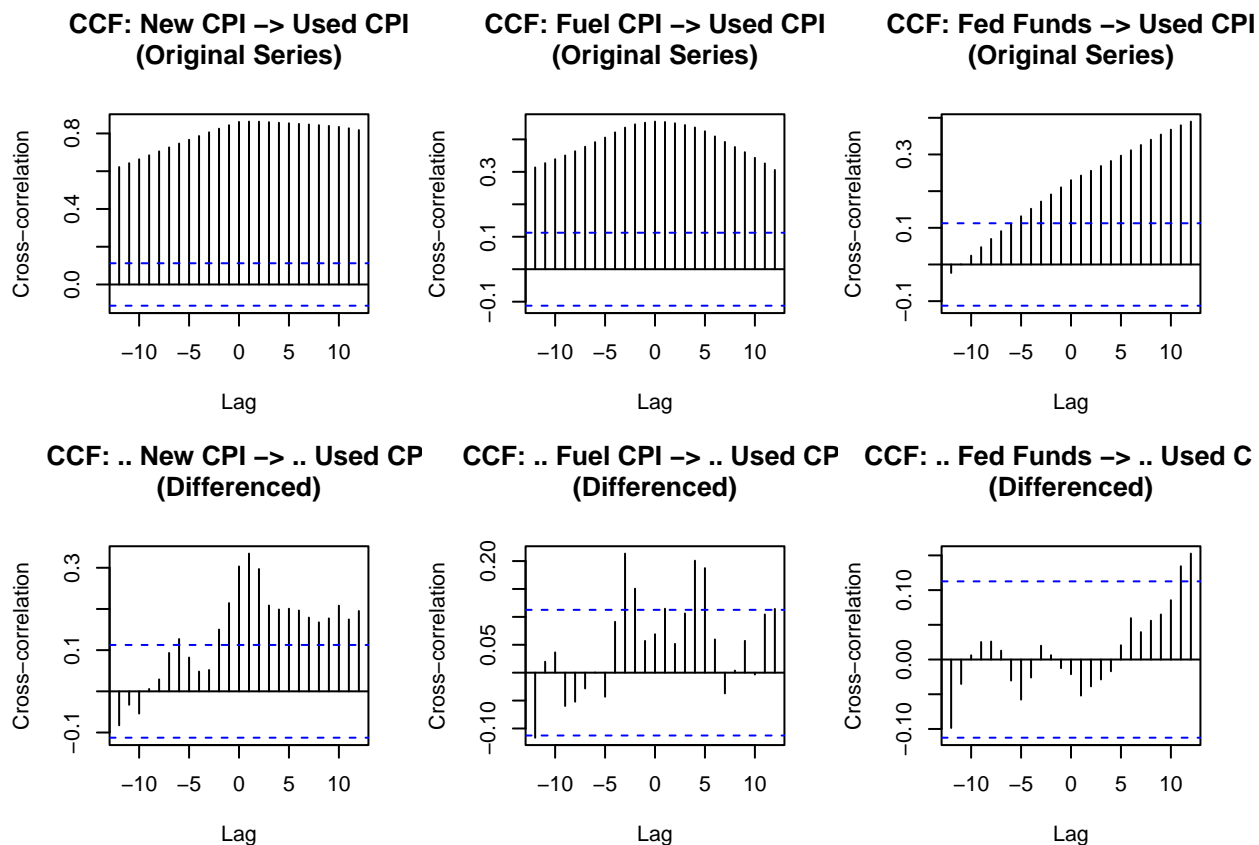 CCF: New CPI −> Used CPI
(Original Series)
Cross−correlation
0.0 0.4 0.8
−10 −5 0 5 10
Lag
CCF: Fuel CPI −> Used CPI
(Original Series)
Cross−correlation
−0.1 0.1 0.3
−10 −5 0 5 10
Lag
CCF: Fed Funds −> Used CPI
(Original Series)
Cross−correlation
−0.1 0.1 0.3
−10 −5 0 5 10
Lag
CCF: .. New CPI −> .. Used CP
(Differenced)
Cross−correlation
−0.1 0.1 0.3
−10 −5 0 5 10
Lag
CCF: .. Fuel CPI −> .. Used CP
(Differenced)
Cross−correlation
−0.10 0.05 0.20
−10 −5 0 5 10
Lag
CCF: .. Fed Funds −> .. Used C
(Differenced)
Cross−correlation
−0.10 0.00 0.10
−10 −5 0 5 10
Lag